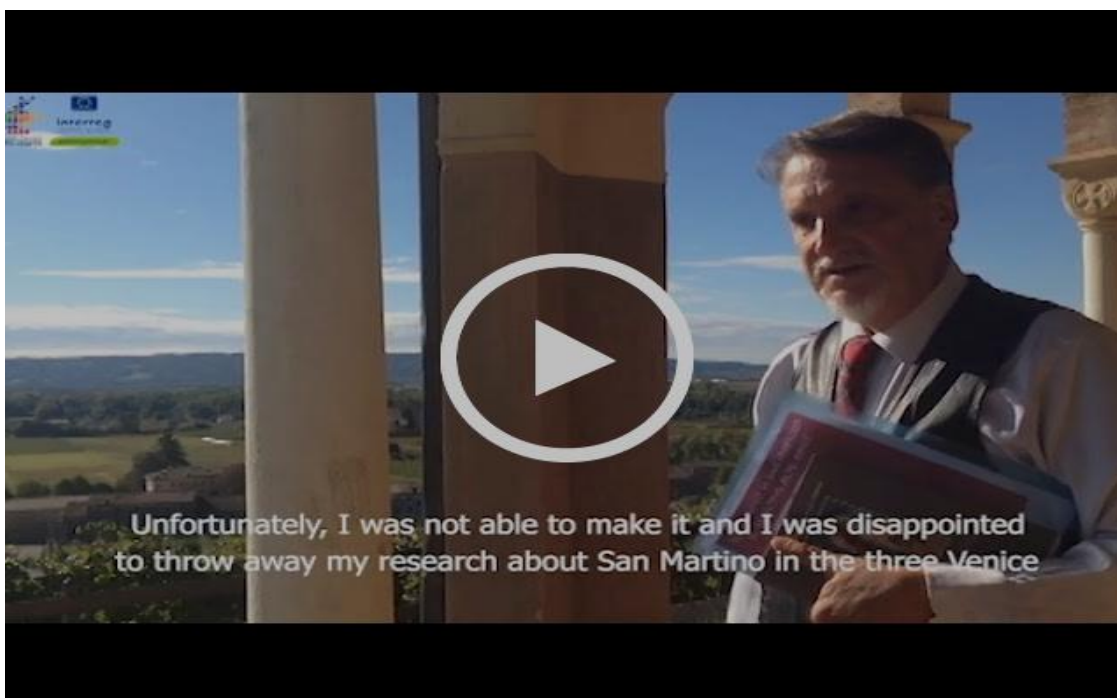 Interreg
Unfortunately, I was not able to make it and I was disappointed
to throw away my research about San Martino in the three Venice